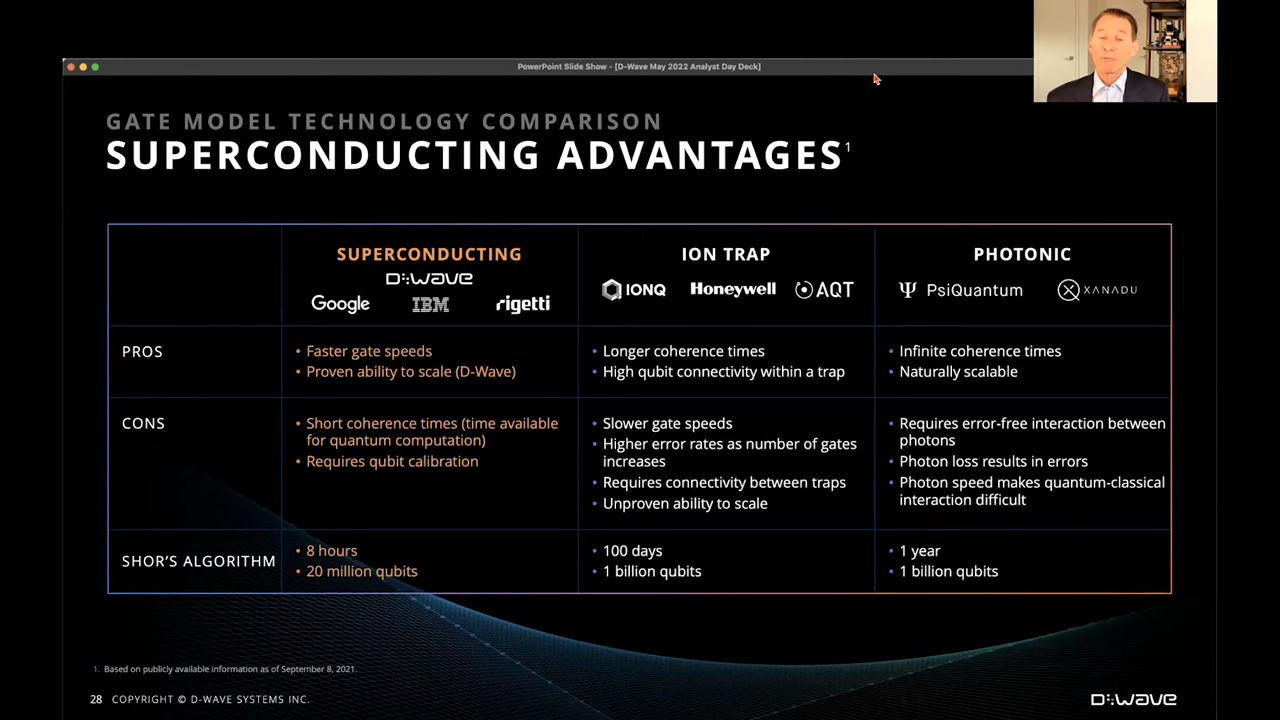 PowerPoint Slide Show - [D-Wave May 2022 Analyst Day Deck]
GATE MODEL TECHNOLOGY COMPARISON
SUPERCONDUCTING ADVANTAGES1
SUPERCONDUCTING
D:WAVE
Google IBM rigetti
ION TRAP
IONQ Honeywell AQT
PHOTONIC
PsiQuantum XANADU
PROS
• Faster gate speeds
• Proven ability to scale (D-Wave)
• Longer coherence times
• High qubit connectivity within a trap
• Infinite coherence times
• Naturally scalable
CONS
• Short coherence times (time available
for quantum computation)
• Requires qubit calibration
• Slower gate speeds
• Higher error rates as number of gates
increases
• Requires connectivity between traps
• Unproven ability to scale
• Requires error-free interaction between
photons
• Photon loss results in errors
• Photon speed makes quantum-classical
interaction difficult
SHOR'S ALGORITHM
• 8 hours
• 20 million qubits
• 100 days
• 1 billion qubits
• 1 year
• 1 billion qubits
1. Based on publicly available information as of September 8, 2021.
28 COPYRIGHT © D-WAVE SYSTEMS INC.
D:WAVE